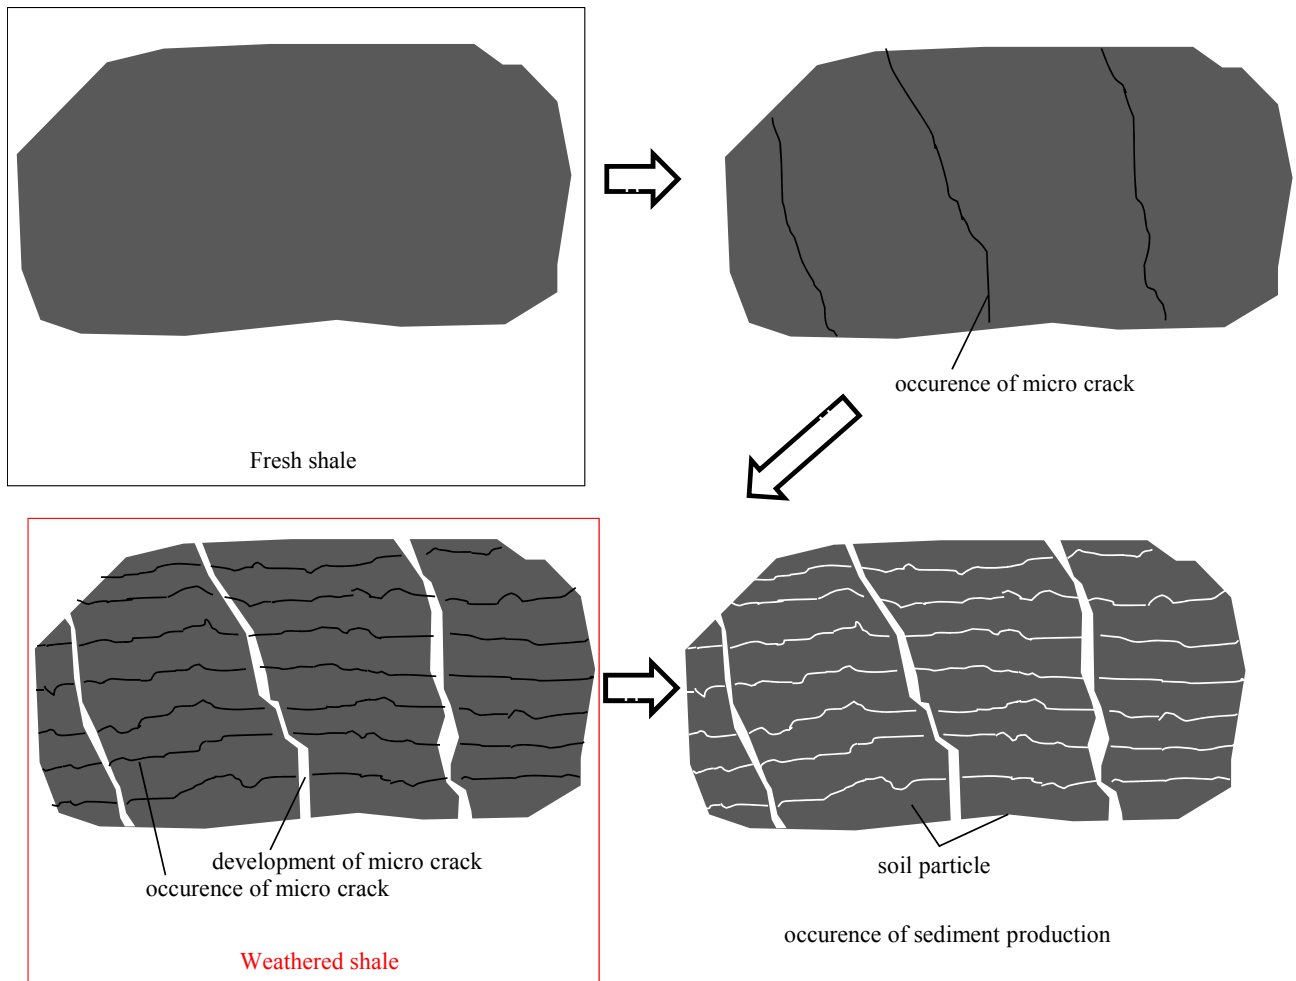 occurence of micro crack
Fresh shale
development of micro crack
occurence of micro crack
Weathered shale
soil particle
occurence of sediment production